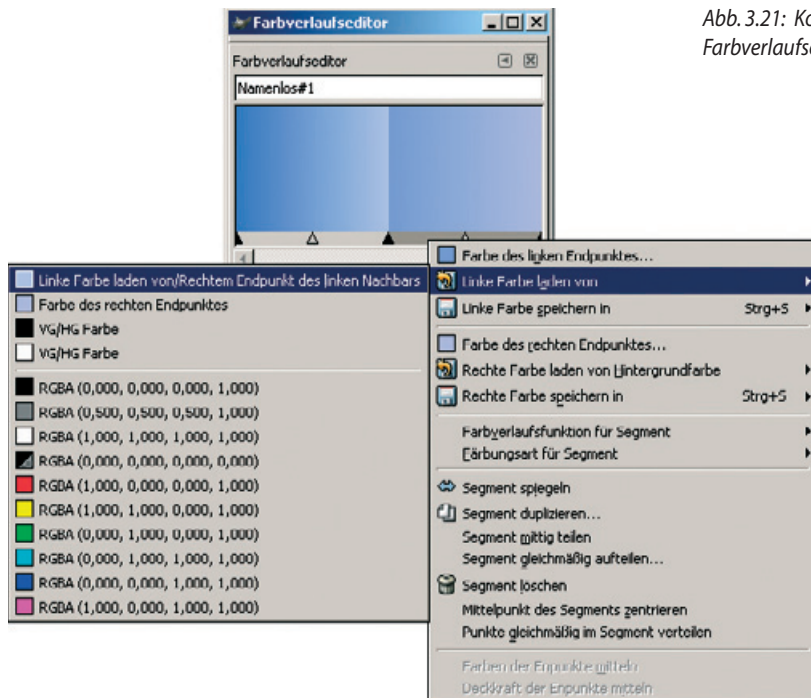 Farbverlaufseditor
Abb. 3.21:
Farbverlaufseditor
Namenlos#1
Farbe des linken Endpunktes...
Linke Farbe laden von
Linke Farbe speichern in Strg+S
Farbe des rechten Endpunktes...
Rechte Farbe laden von Hintergrundfarbe
Rechte Farbe speichern in Strg+S
Farbverlaufsfunktion für Segment
Färbungsart für Segment
Segment spiegeln
Segment duplizieren...
Segment mittig teilen
Segment gleichmäßig aufteilen...
Segment löschen
Mittelpunkt des Segments zentrieren
Punkte gleichmäßig im Segment verteilen
Farben der Enpunkte mitteln
Deckkraft der Enpunkte mitteln
Linke Farbe laden von/Rechtem Endpunkt des linken Nachbars
Farbe des rechten Endpunktes
VG/HG Farbe
VG/HG Farbe
RGBA (0,000, 0,000, 0,000, 1,000)
RGBA (0,500, 0,500, 0,500, 1,000)
RGBA (1,000, 1,000, 1,000, 1,000)
RGBA (0,000, 0,000, 0,000, 0,000)
RGBA (1,000, 0,000, 0,000, 1,000)
RGBA (1,000, 1,000, 0,000, 1,000)
RGBA (0,000, 1,000, 0,000, 1,000)
RGBA (0,000, 1,000, 1,000, 1,000)
RGBA (0,000, 0,000, 1,000, 1,000)
RGBA (1,000, 0,000, 1,000, 1,000)